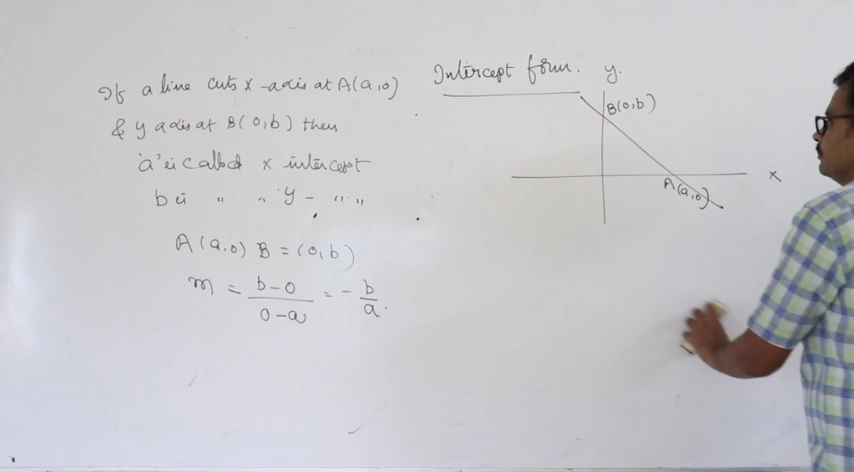 If a line cuts x-axis at A(a,0)
& y axis at B(0,b) then
'a' is called x intercept
b is " " y - " "
A(a,0) B = (0,b)
m = b-0 / 0-a = - b/a.
Intercept form.
y.
B(0,b)
x
A(a,0)